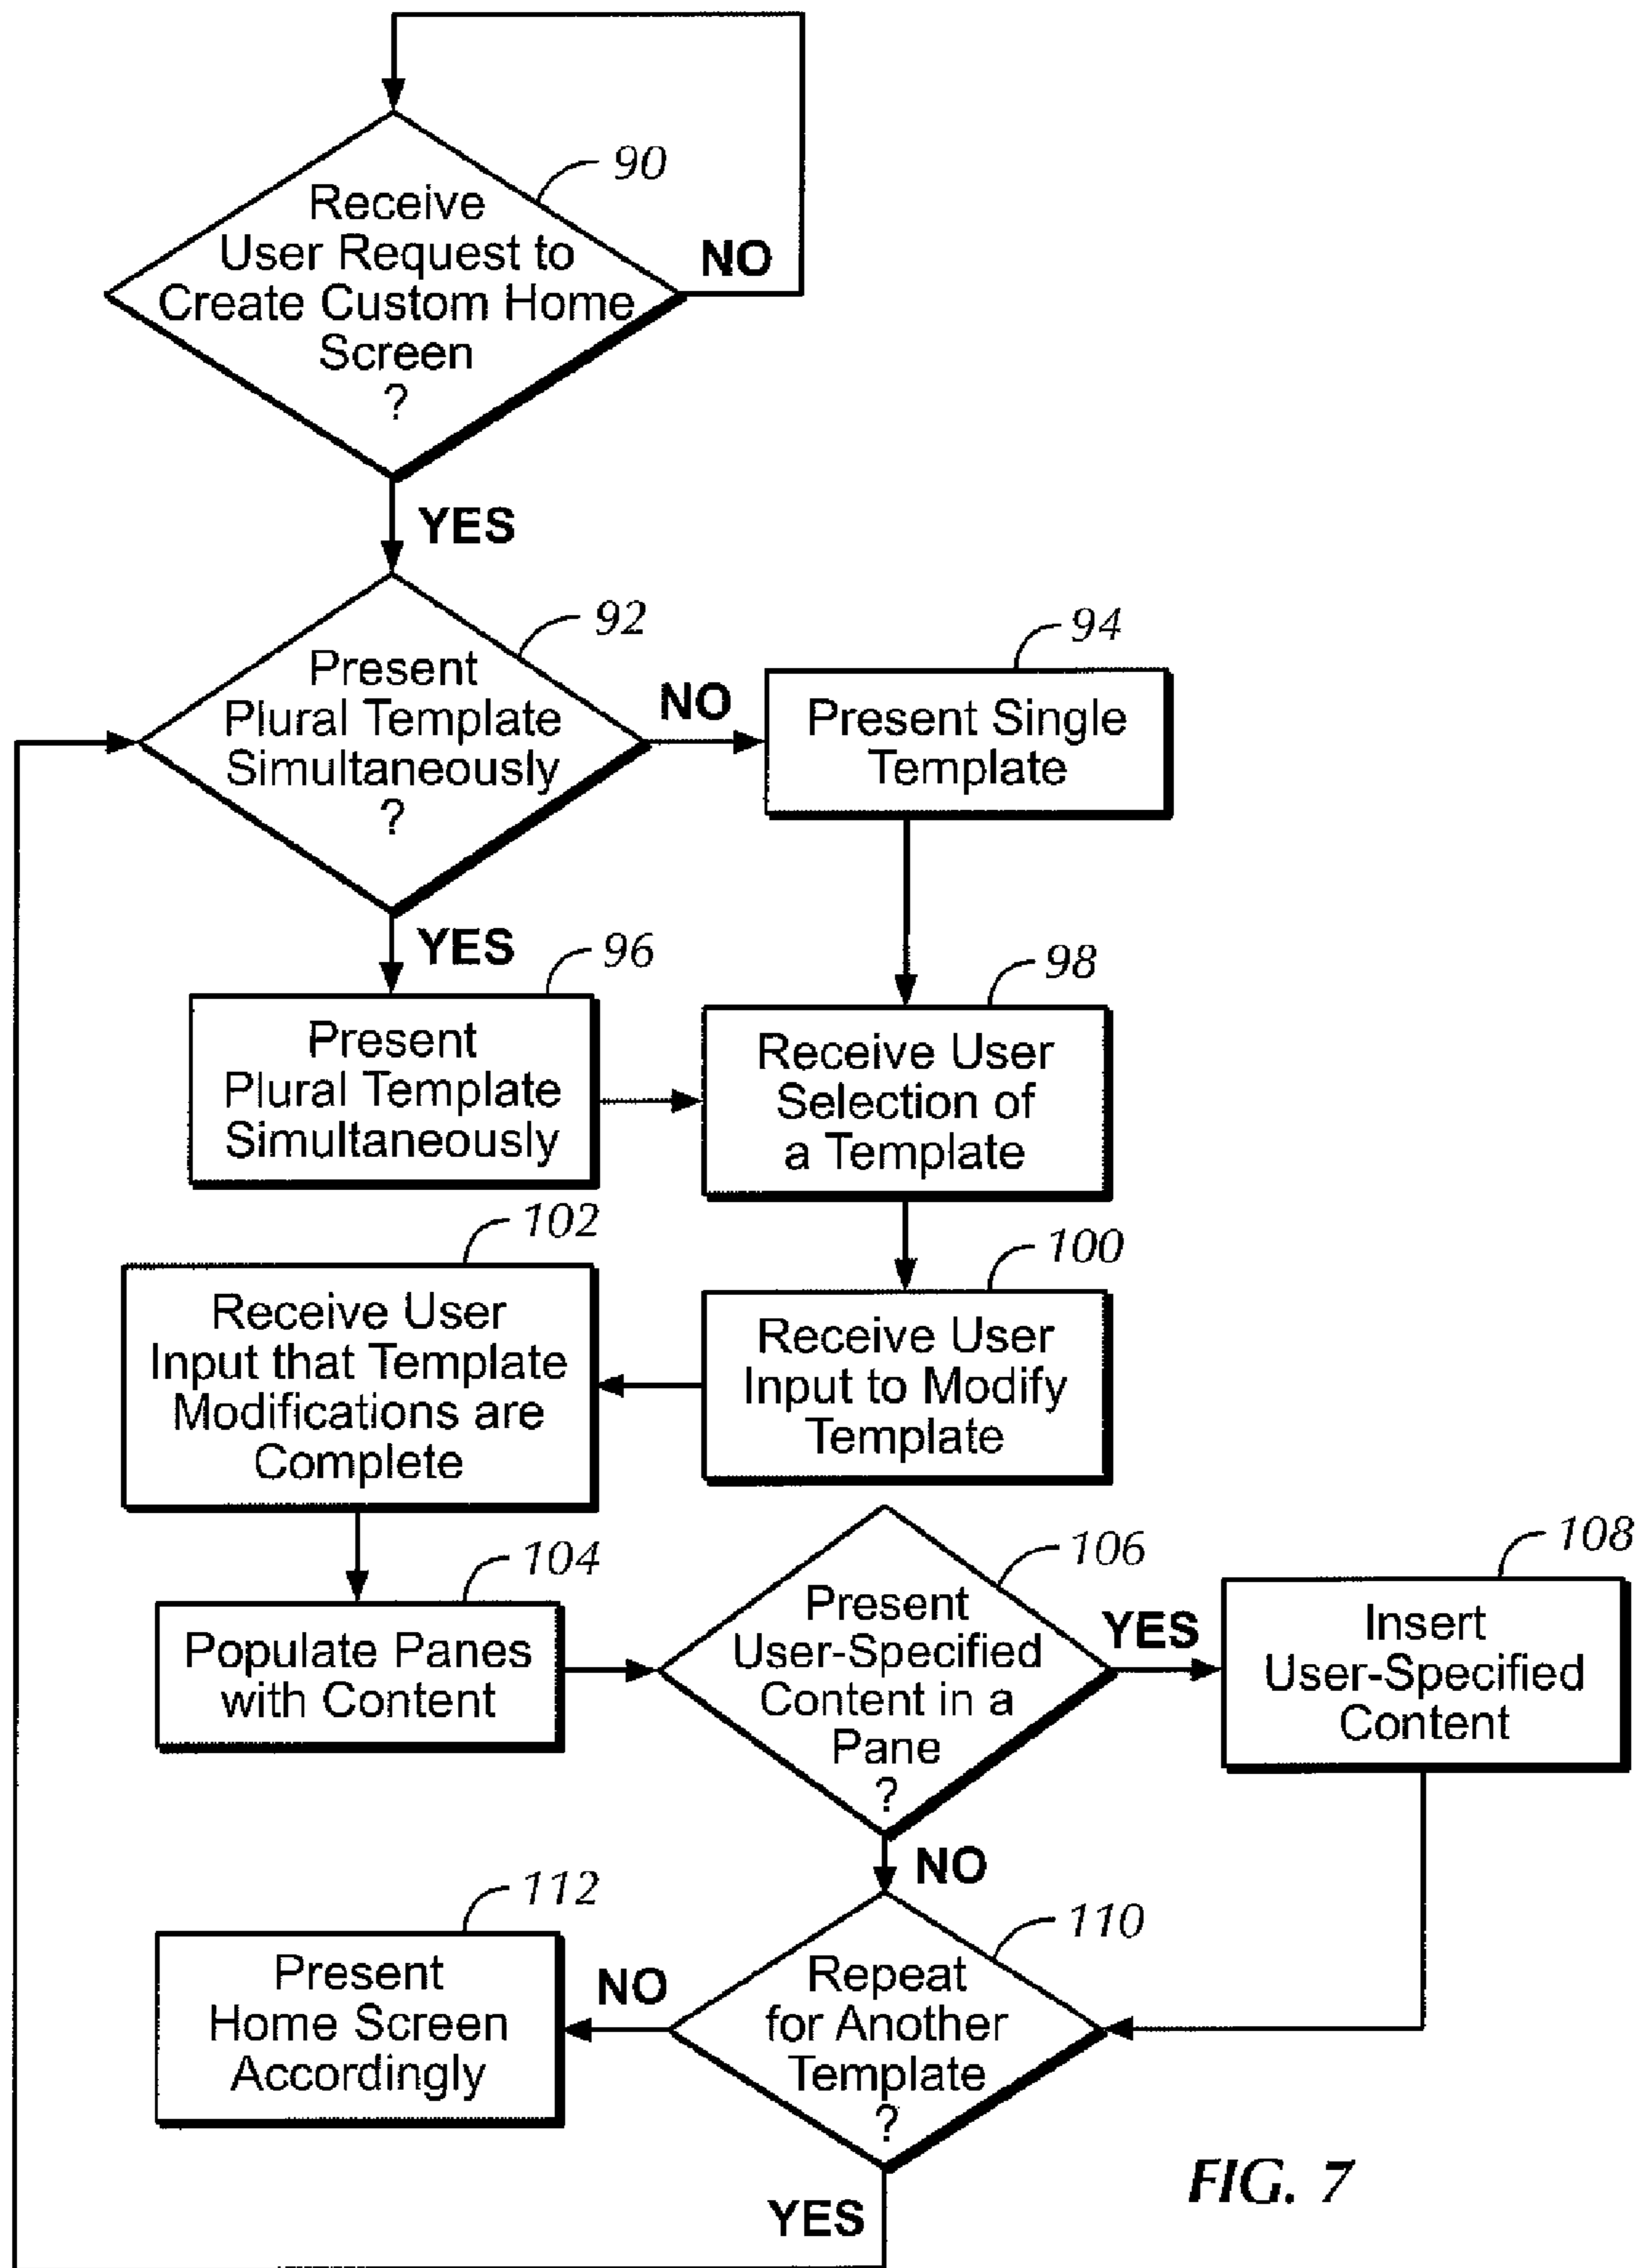 90
Receive
User Request to
Create Custom Home
Screen
?
NO
YES
92
Present
Plural Template
Simultaneously
?
NO
94
Present Single
Template
YES
96
Present
Plural Template
Simultaneously
98
Receive User
Selection of
a Template
102
Receive User
Input that Template
Modifications are
Complete
100
Receive User
Input to Modify
Template
104
Populate Panes
with Content
106
Present
User-Specified
Content in a
Pane
?
YES
108
Insert
User-Specified
Content
NO
112
Present
Home Screen
Accordingly
NO
110
Repeat
for Another
Template
?
YES
FIG. 7